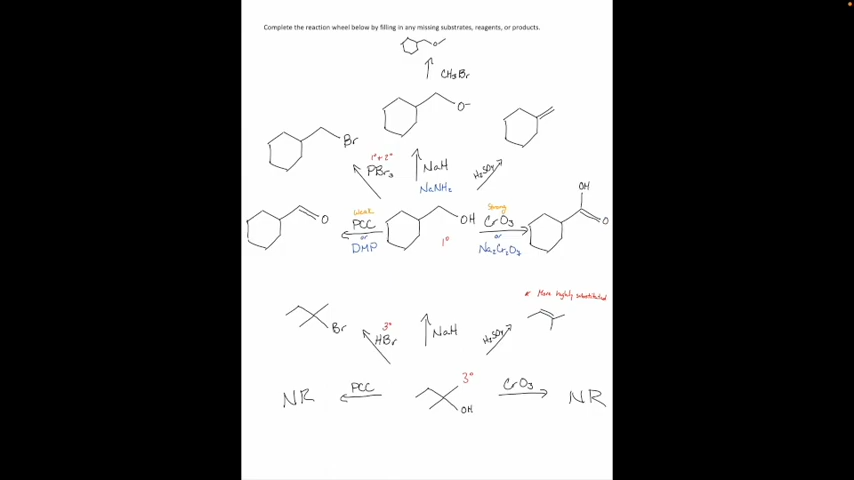 Complete the reaction wheel below by filling in any missing substrates, reagents, or products.
O
CH3Br
O-
Br
1°+2°
PBr3
NaH
NaNH2
H2SO4
OH
O
Weak
PCC
or
DMP
OH
1°
Strong
CrO3
or
Na2Cr2O7
O
* More highly substituted
Br
3°
HBr
NaH
H2SO4
NR
PCC
3°
OH
CrO3
NR